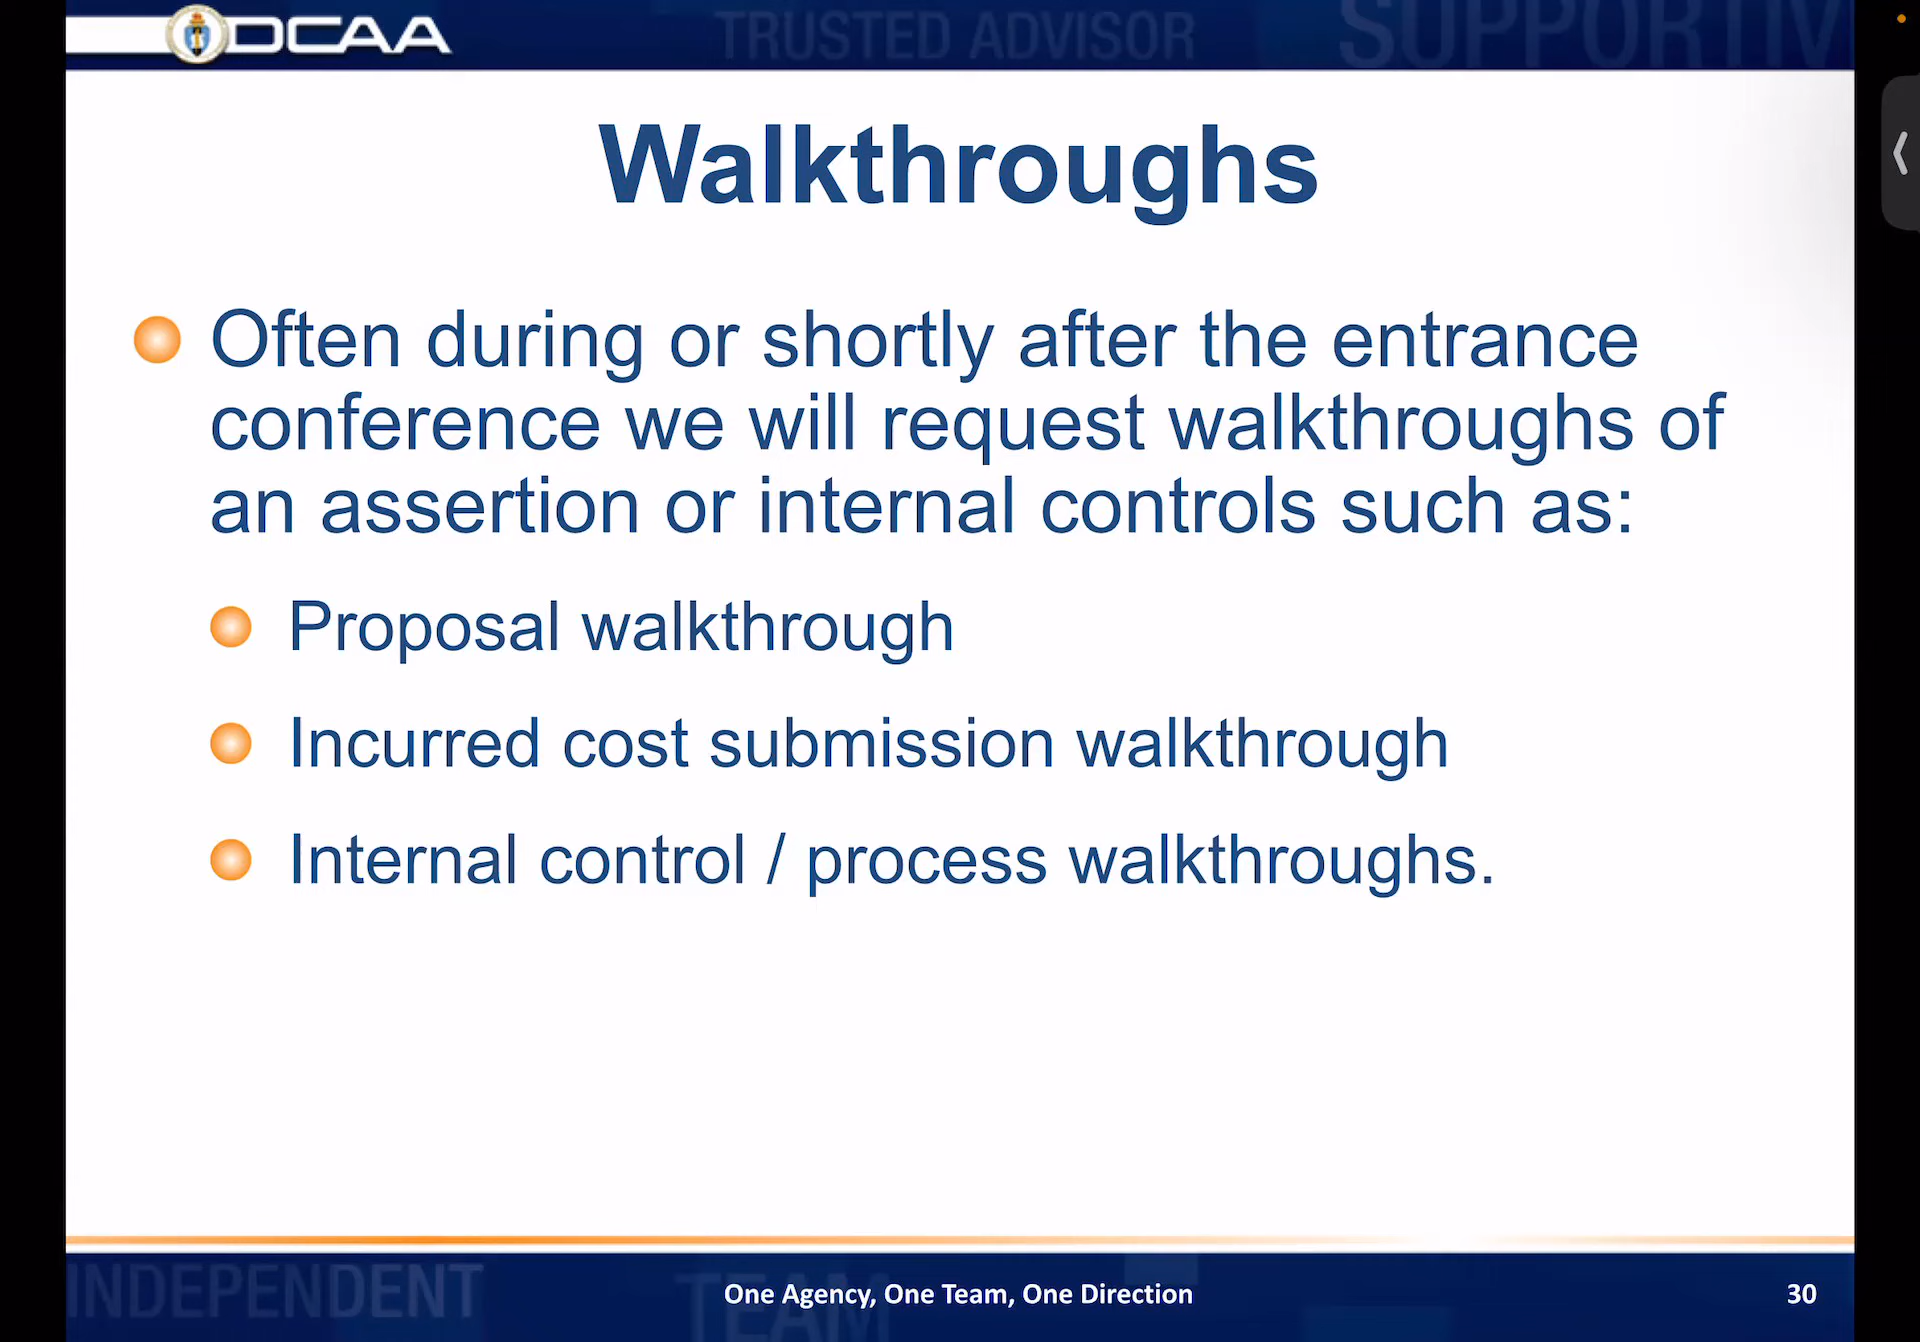 DCAA
TRUSTED ADVISOR
SUPPORTIV
Walkthroughs
Often during or shortly after the entrance
conference we will request walkthroughs of
an assertion or internal controls such as:
Proposal walkthrough
Incurred cost submission walkthrough
Internal control / process walkthroughs.
INDEPENDENT
TEAM
One Agency, One Team, One Direction
30